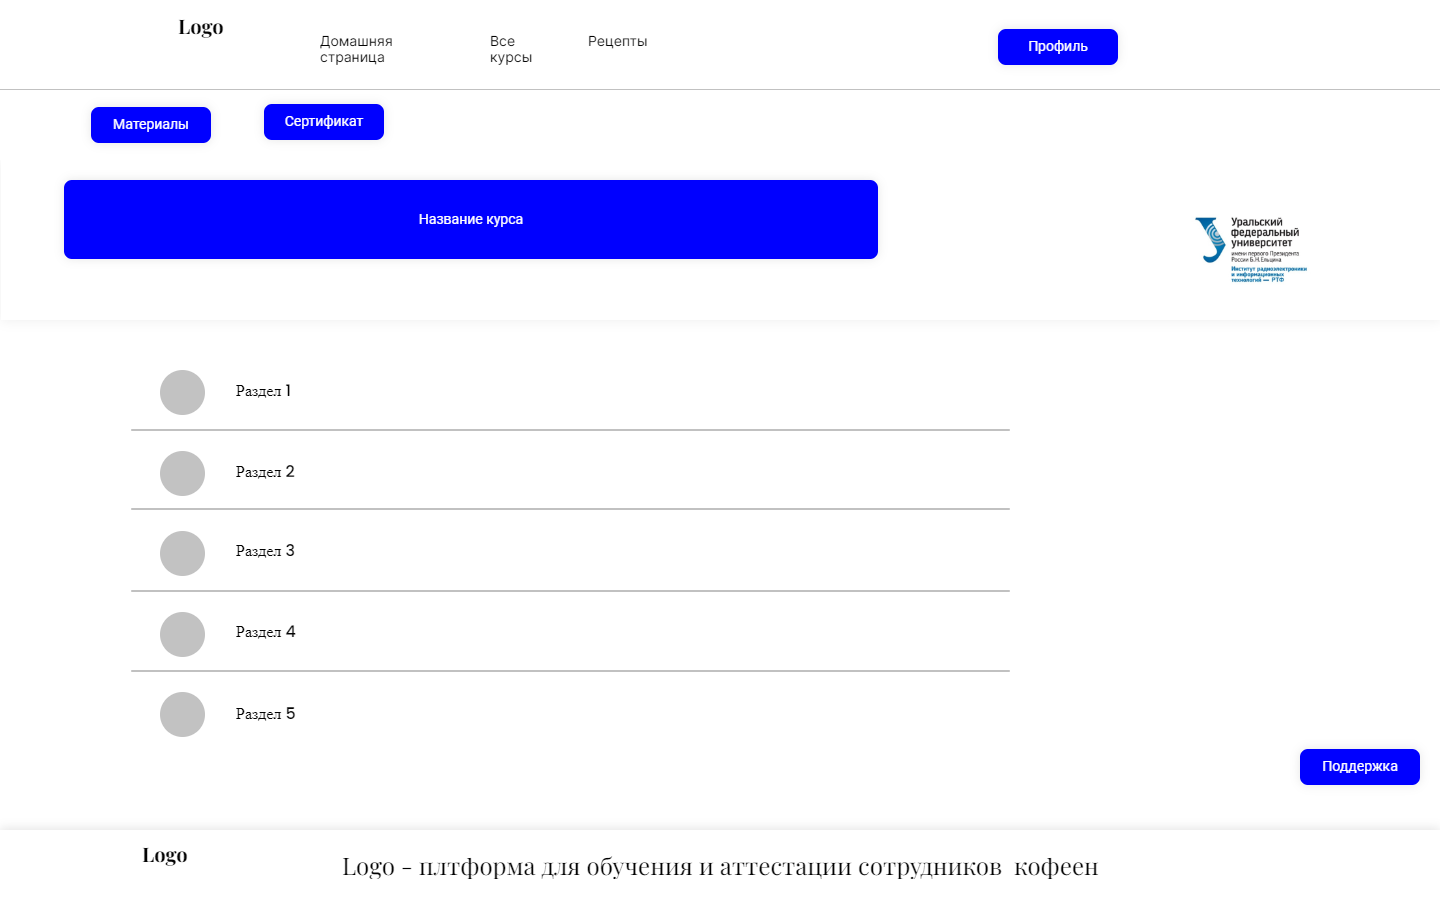 Logo
Домашняя
страница
Все
курсы
Рецепты
Профиль
Материалы
Сертификат
Название курса
Уральский
федеральный
университет
имени первого Президента
России Б.Н.Ельцина
Институт радиоэлектроники
и информационных
технологий — РТФ
Раздел 1
Раздел 2
Раздел 3
Раздел 4
Раздел 5
Поддержка
Logo
Logo - плтформа для обучения и аттестации сотрудников кофеен